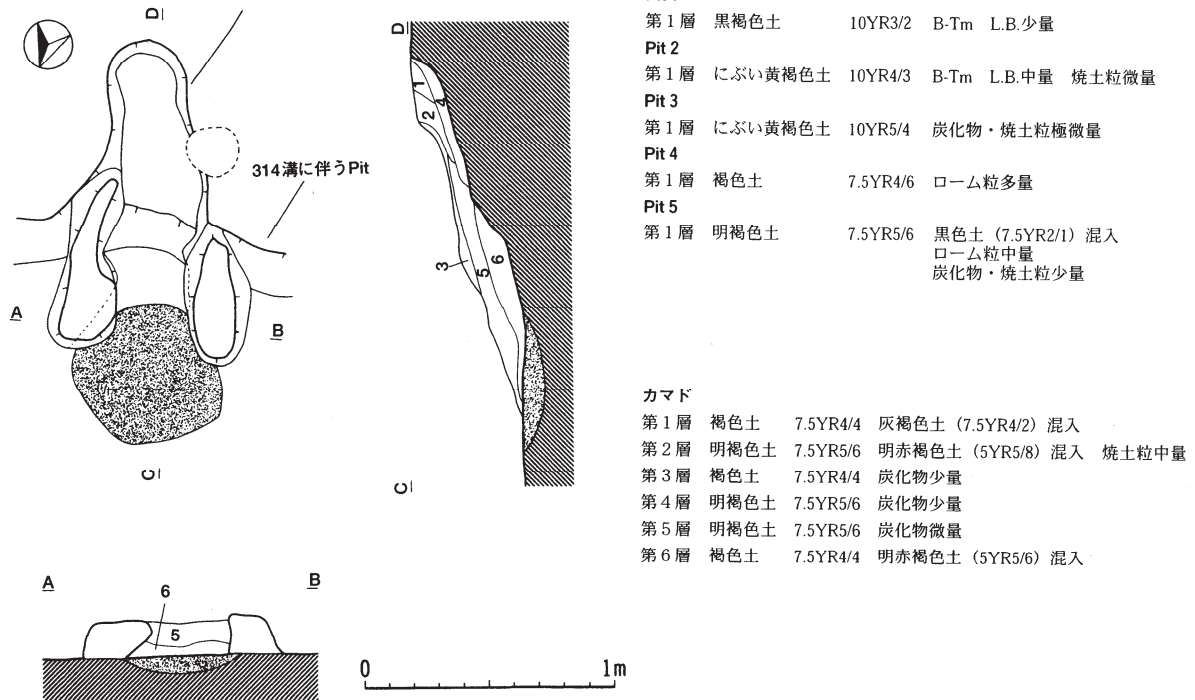 第1層 黒褐色土 10YR3/2 B-Tm L.B.少量
Pit 2
第1層 にぶい黄褐色土 10YR4/3 B-Tm L.B.中量 焼土粒微量
Pit 3
第1層 にぶい黄褐色土 10YR5/4 炭化物・焼土粒極微量
Pit 4
第1層 褐色土 7.5YR4/6 ローム粒多量
Pit 5
第1層 明褐色土 7.5YR5/6 黒色土（7.5YR2/1）混入
ローム粒中量
炭化物・焼土粒少量
カマド
第1層 褐色土 7.5YR4/4 灰褐色土（7.5YR4/2）混入
第2層 明褐色土 7.5YR5/6 明赤褐色土（5YR5/8）混入 焼土粒中量
第3層 褐色土 7.5YR4/4 炭化物少量
第4層 明褐色土 7.5YR5/6 炭化物少量
第5層 明褐色土 7.5YR5/6 炭化物微量
第6層 褐色土 7.5YR4/4 明赤褐色土（5YR5/6）混入
D
314溝に伴うPit
A
B
C
D
1
4
2
3
5
6
C
A
B
6
5
0 1m